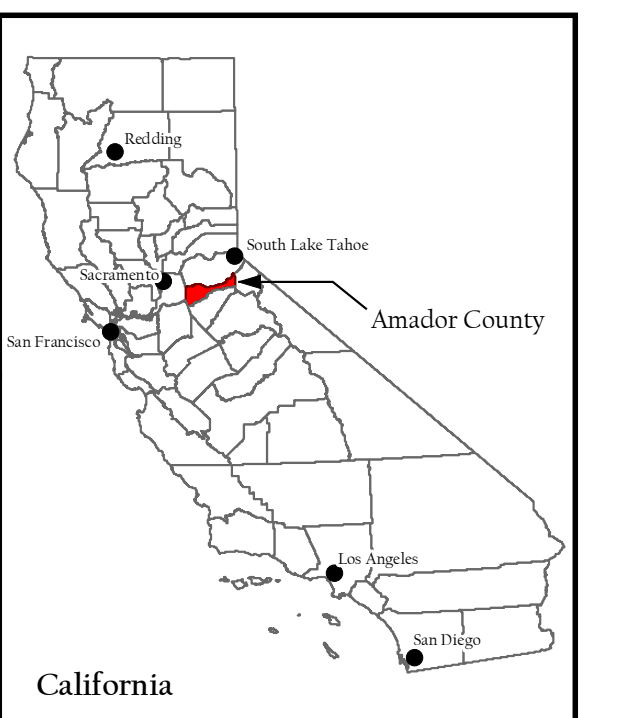 Redding
South Lake Tahoe
Sacramento
Amador County
San Francisco
Los Angeles
San Diego
California